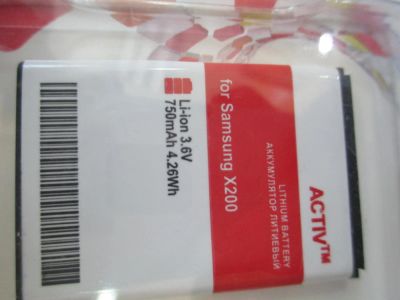 ACTIV™
LITHIUM BATTERY
АККУМУЛЯТОР ЛИТИЕВЫЙ
for Samsung X200
Li-ion 3.6V
750mAh 4.26Wh